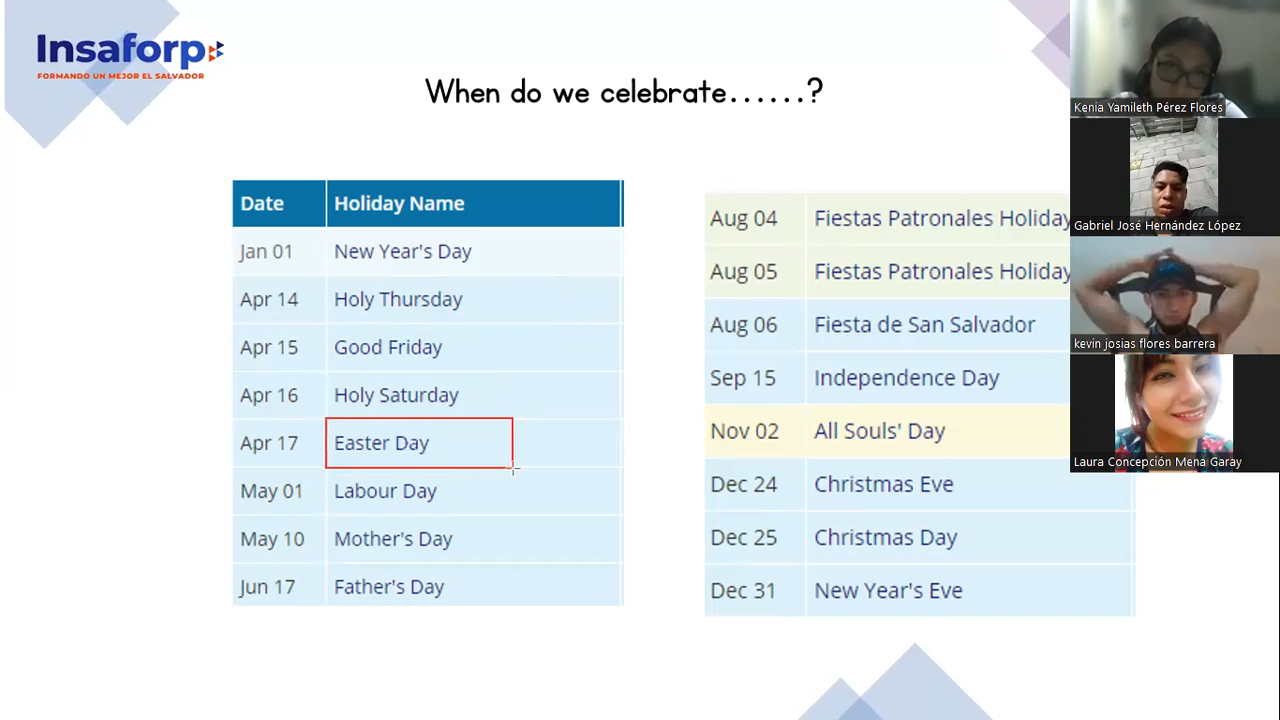 Insaforp
FORMANDO UN MEJOR EL SALVADOR
When do we celebrate......?
Date Holiday Name
Jan 01 New Year's Day
Apr 14 Holy Thursday
Apr 15 Good Friday
Apr 16 Holy Saturday
Apr 17 Easter Day
May 01 Labour Day
May 10 Mother's Day
Jun 17 Father's Day
Aug 04 Fiestas Patronales Holiday
Aug 05 Fiestas Patronales Holiday
Aug 06 Fiesta de San Salvador
Sep 15 Independence Day
Nov 02 All Souls' Day
Dec 24 Christmas Eve
Dec 25 Christmas Day
Dec 31 New Year's Eve
Kenia Yamileth Pérez Flores
Gabriel José Hernández López
kevin josias flores barrera
Laura Concepción Mena Garay